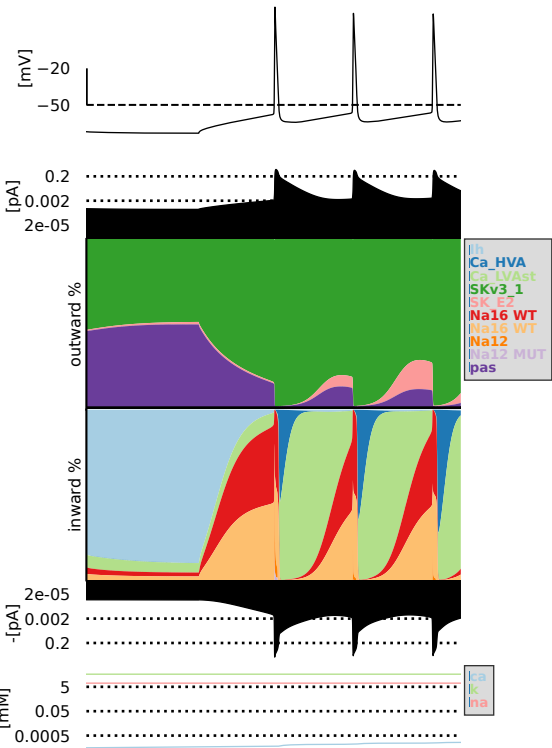 [mV]
−20
−50
[pA]
0.2
0.002
2e-05
outward %
Ih
Ca_HVA
Ca_LVAst
SKv3_1
SK_E2
Na16 WT
Na16 WT
Na12
Na12 MUT
pas
inward %
-[pA]
2e-05
0.002
0.2
[mM]
5
0.05
0.0005
ca
k
na